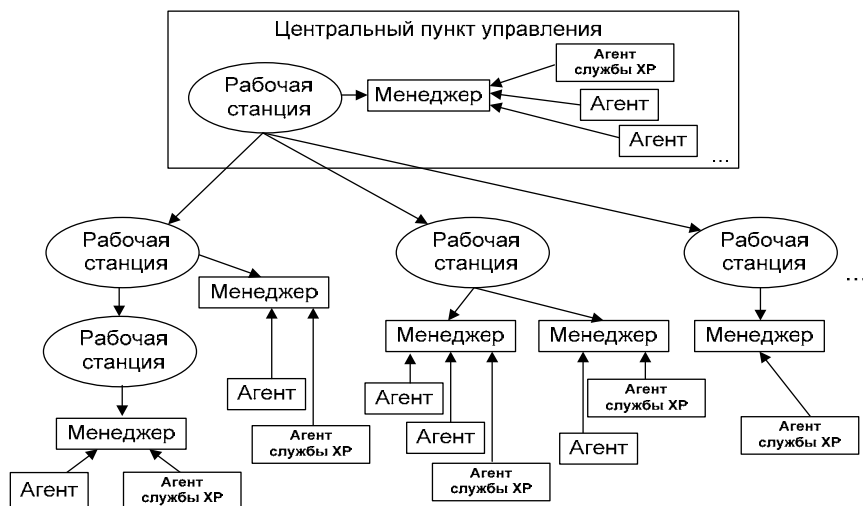 Центральный пункт управления
Агент
службы ХР
Рабочая
станция
Менеджер
Агент
Агент
...
Рабочая
станция
Рабочая
станция
Рабочая
станция
...
Менеджер
Менеджер
Менеджер
Менеджер
Рабочая
станция
Агент
Агент
Агент
службы ХР
Менеджер
Агент
службы ХР
Агент
Агент
Агент
службы ХР
Агент
службы ХР
Агент
Агент
службы ХР